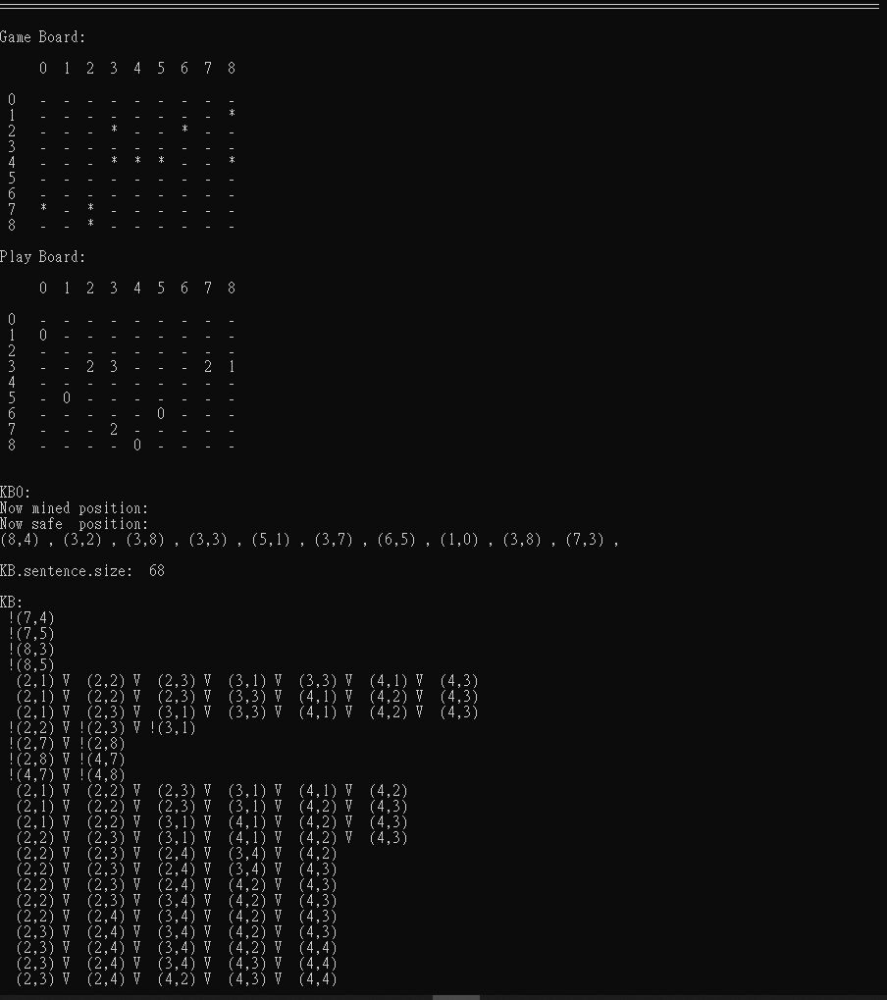 Game Board:
0 1 2 3 4 5 6 7 8
0 - - - - - - - - -
1 - - - - - - - - *
2 - - - * - - * - -
3 - - - - - - - - -
4 - - - * * * - - *
5 - - - - - - - - -
6 - - - - - - - - -
7 * - * - - - - - -
8 - - * - - - - - -
Play Board:
0 1 2 3 4 5 6 7 8
0 - - - - - - - - -
1 0 - - - - - - - -
2 - - - - - - - - -
3 - - 2 3 - - - 2 1
4 - - - - - - - - -
5 - 0 - - - - - - -
6 - - - - - 0 - - -
7 - - - 2 - - - - -
8 - - - - 0 - - - -
KB0:
Now mined position:
Now safe  position:
(8,4) , (3,2) , (3,8) , (3,3) , (5,1) , (3,7) , (6,5) , (1,0) , (3,8) , (7,3) ,
KB.sentence.size:  68
KB:
!(7,4)
!(7,5)
!(8,3)
!(8,5)
(2,1) V  (2,2) V  (2,3) V  (3,1) V  (3,3) V  (4,1) V  (4,3)
(2,1) V  (2,2) V  (2,3) V  (3,3) V  (4,1) V  (4,2) V  (4,3)
(2,1) V  (2,3) V  (3,1) V  (3,3) V  (4,1) V  (4,2) V  (4,3)
!(2,2) V !(2,3) V !(3,1)
!(2,7) V !(2,8)
!(2,8) V !(4,7)
!(4,7) V !(4,8)
(2,1) V  (2,2) V  (2,3) V  (3,1) V  (4,1) V  (4,2)
(2,1) V  (2,2) V  (2,3) V  (3,1) V  (4,2) V  (4,3)
(2,1) V  (2,2) V  (3,1) V  (4,1) V  (4,2) V  (4,3)
(2,2) V  (2,3) V  (3,1) V  (4,1) V  (4,2) V  (4,3)
(2,2) V  (2,3) V  (2,4) V  (3,4) V  (4,2)
(2,2) V  (2,3) V  (2,4) V  (3,4) V  (4,3)
(2,2) V  (2,3) V  (2,4) V  (4,2) V  (4,3)
(2,2) V  (2,3) V  (3,4) V  (4,2) V  (4,3)
(2,2) V  (2,4) V  (3,4) V  (4,2) V  (4,3)
(2,3) V  (2,4) V  (3,4) V  (4,2) V  (4,3)
(2,3) V  (2,4) V  (3,4) V  (4,2) V  (4,4)
(2,3) V  (2,4) V  (3,4) V  (4,3) V  (4,4)
(2,3) V  (2,4) V  (4,2) V  (4,3) V  (4,4)